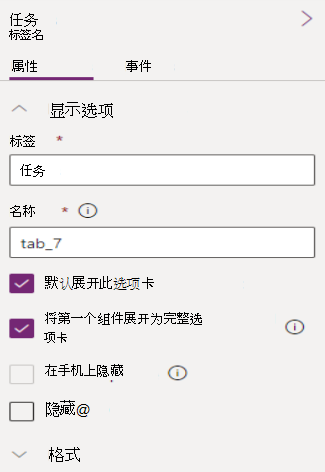 任务
标签名
属性 事件
显示选项
标签 *
任务
名称 *
tab_7
默认展开此选项卡
将第一个组件展开为完整选
项卡
在手机上隐藏
隐藏@
格式